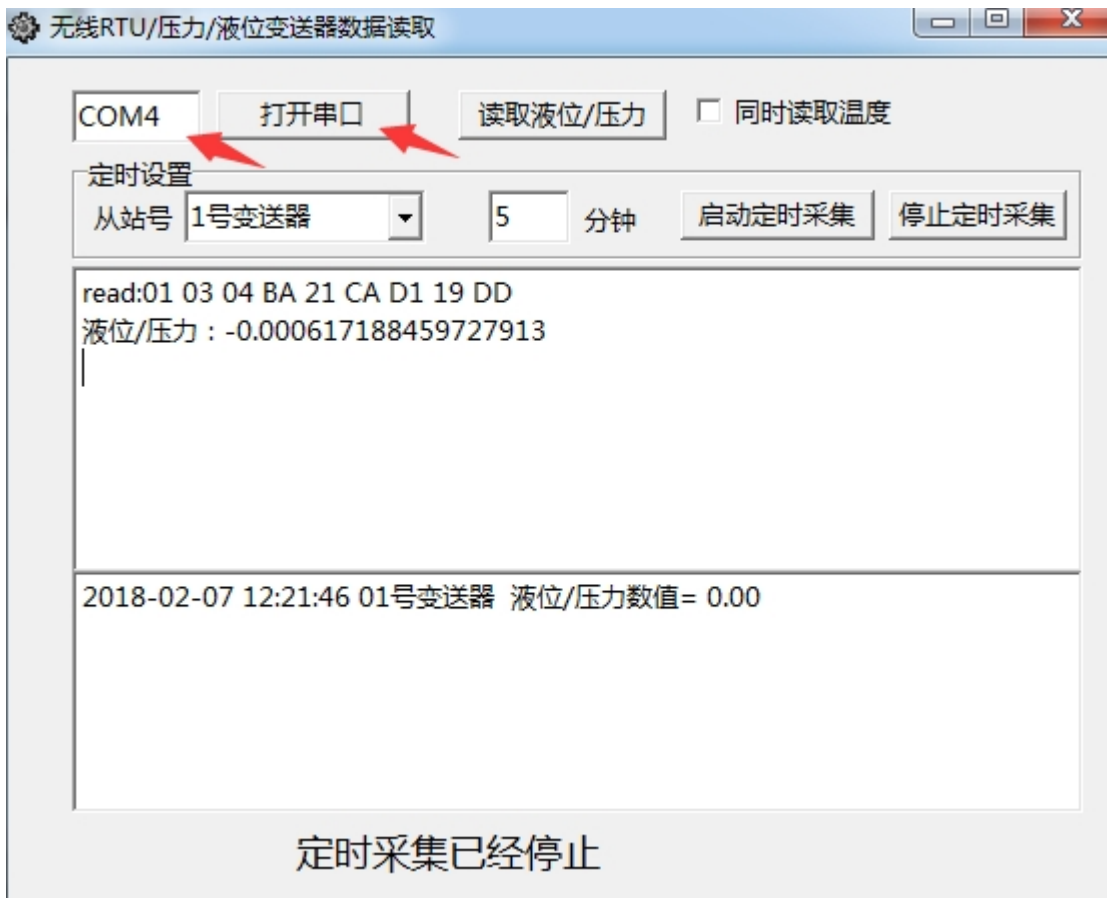 无线RTU/压力/液位变送器数据读取
COM4 打开串口 读取液位/压力 同时读取温度
定时设置
从站号 1号变送器 5 分钟 启动定时采集 停止定时采集
read:01 03 04 BA 21 CA D1 19 DD
液位/压力：-0.000617188459727913
2018-02-07 12:21:46 01号变送器 液位/压力数值= 0.00
定时采集已经停止